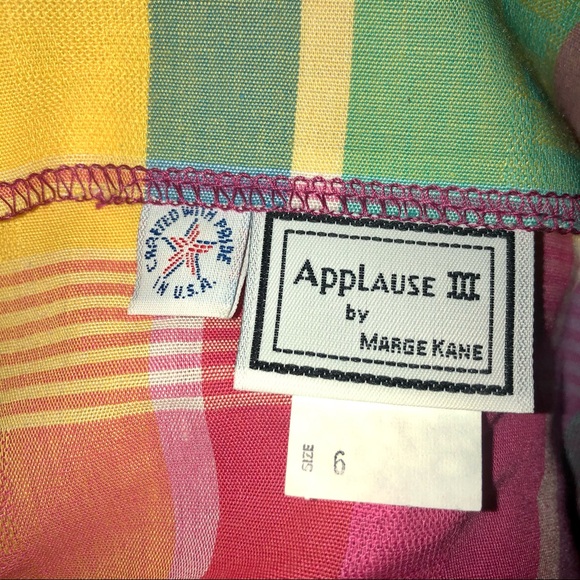 CRAFTED WITH PRIDE
IN U.S.A.
APPLAUSE III
by
MARGE KANE
SIZE 6